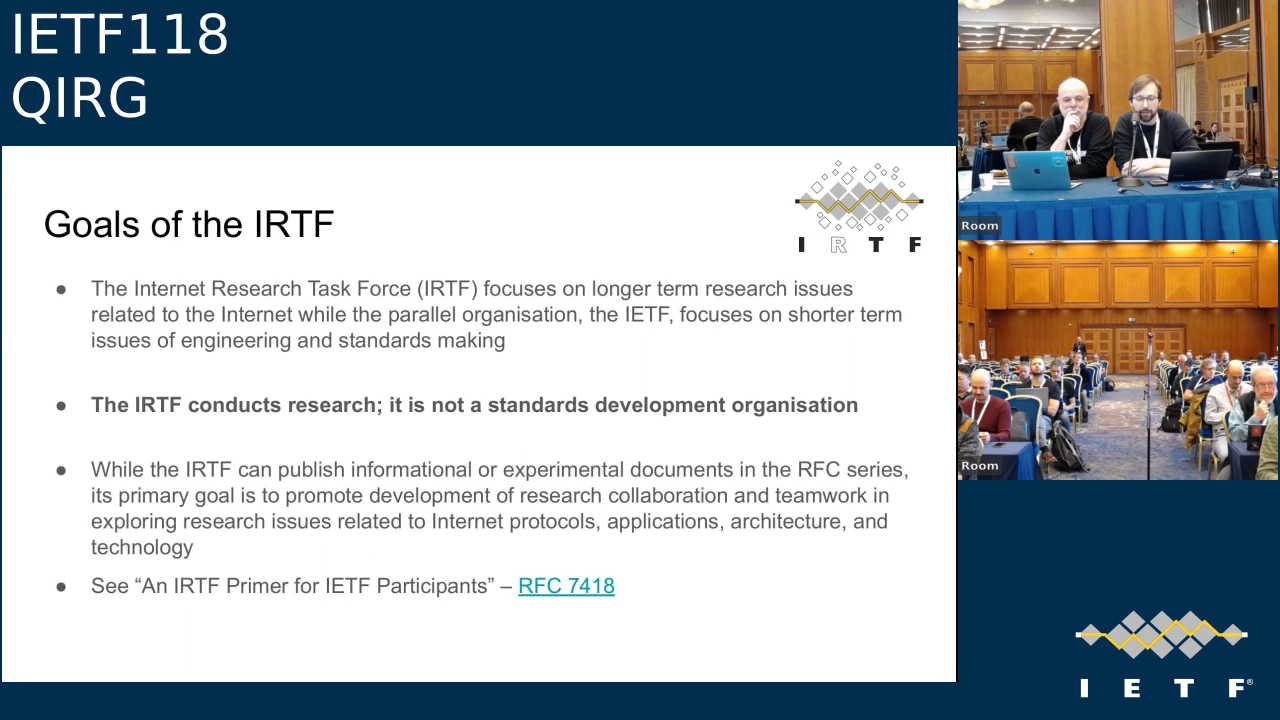 IETF118
QIRG
Goals of the IRTF
I R T F
● The Internet Research Task Force (IRTF) focuses on longer term research issues
related to the Internet while the parallel organisation, the IETF, focuses on shorter term
issues of engineering and standards making
● The IRTF conducts research; it is not a standards development organisation
● While the IRTF can publish informational or experimental documents in the RFC series,
its primary goal is to promote development of research collaboration and teamwork in
exploring research issues related to Internet protocols, applications, architecture, and
technology
● See “An IRTF Primer for IETF Participants” – RFC 7418
Room
Room
I E T F®